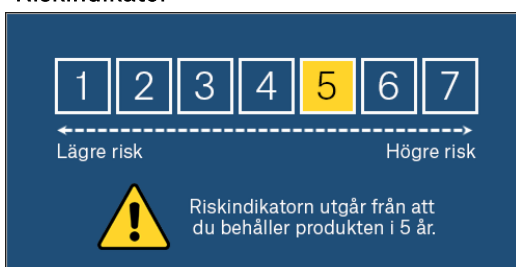 Riskindikator
1 2 3 4 5 6 7
Lägre risk Högre risk
Riskindikatorn utgår från att
du behåller produkten i 5 år.